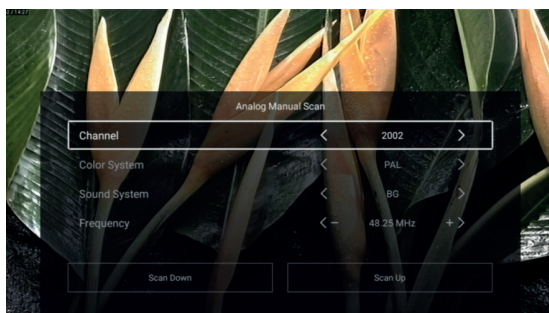 Analog Manual Scan
Channel < 2002 >
Color System < PAL >
Sound System < BG >
Frequency < − 48.25 MHz + >
Scan Down Scan Up